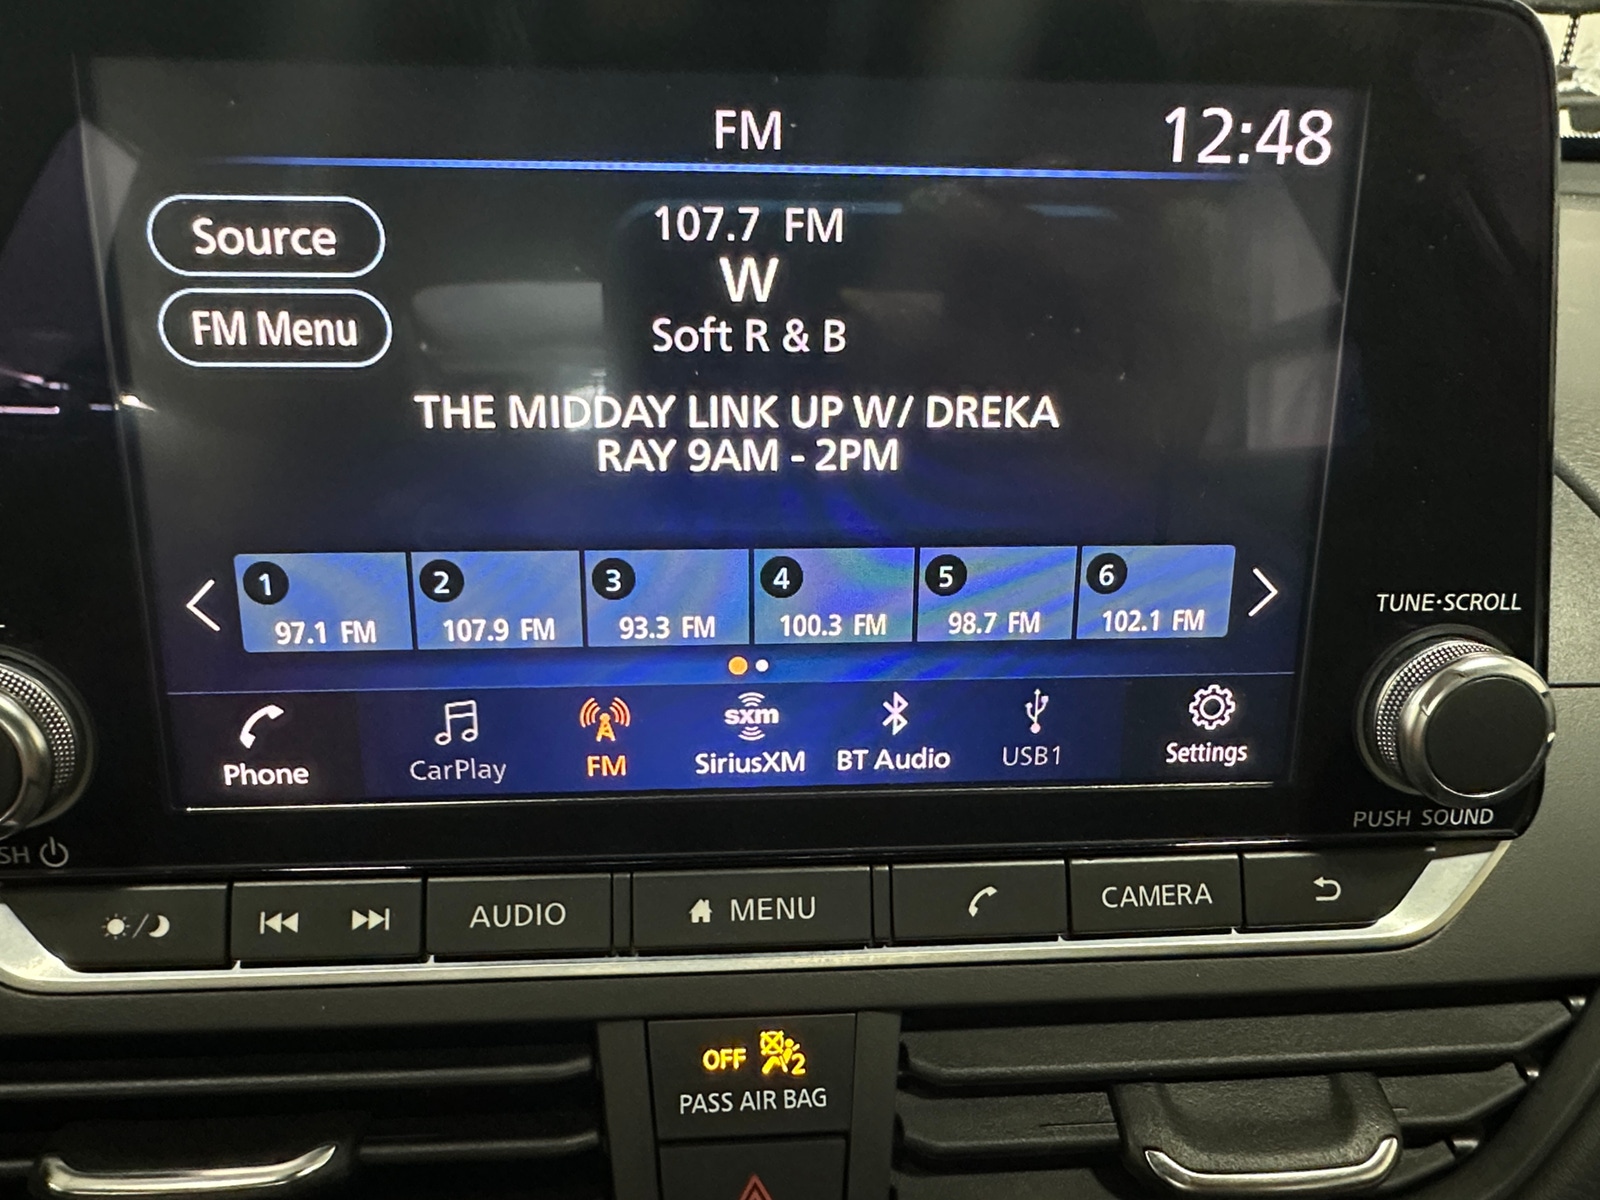 FM
12:48
Source
107.7 FM
W
FM Menu
Soft R & B
THE MIDDAY LINK UP W/ DREKA
RAY 9AM - 2PM
1 2 3 4 5 6
97.1 FM 107.9 FM 93.3 FM 100.3 FM 98.7 FM 102.1 FM
TUNE·SCROLL
sxm
Phone CarPlay FM SiriusXM BT Audio USB1 Settings
PUSH SOUND
SH
AUDIO MENU CAMERA
OFF 2
PASS AIR BAG